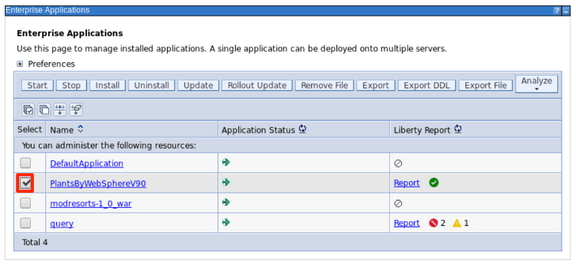 Enterprise Applications
Enterprise Applications
Use this page to manage installed applications. A single application can be deployed onto multiple servers.
Preferences
Start Stop Install Uninstall Update Rollout Update Remove File Export Export DDL Export File Analyze
Select Name Application Status Liberty Report
You can administer the following resources:
DefaultApplication
PlantsByWebSphereV90 Report
modresorts-1_0_war
query Report 2 1
Total 4